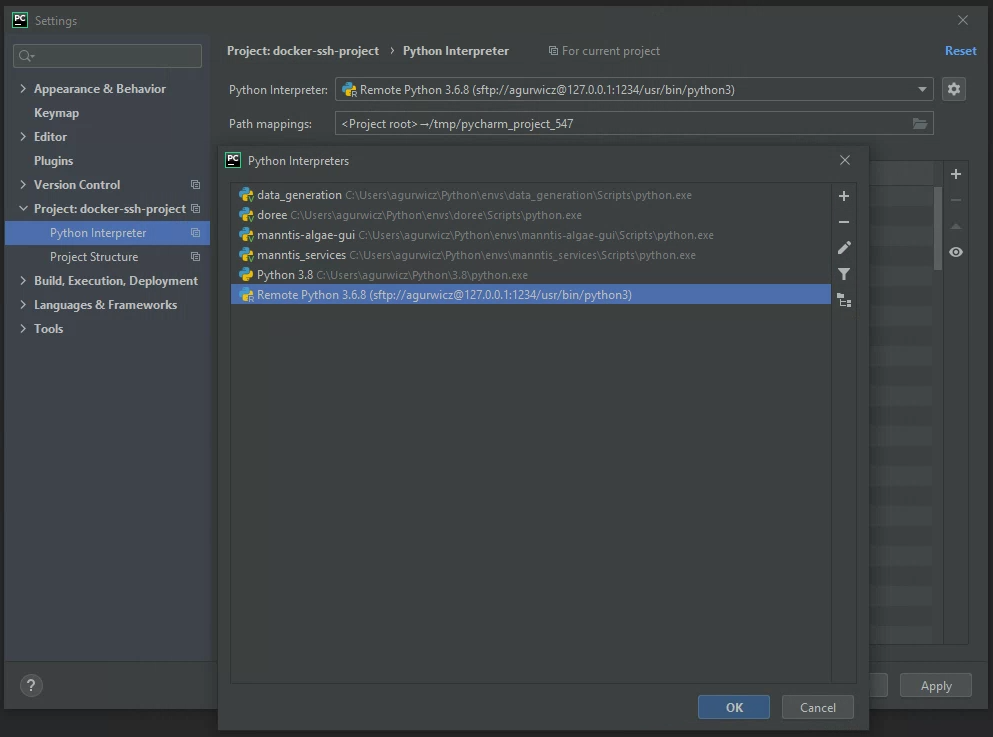 PC Settings
Project: docker-ssh-project › Python Interpreter For current project Reset
Appearance & Behavior
Keymap
Editor
Plugins
Version Control
Project: docker-ssh-project
Python Interpreter
Project Structure
Build, Execution, Deployment
Languages & Frameworks
Tools
Python Interpreter: Remote Python 3.6.8 (sftp://agurwicz@127.0.0.1:1234/usr/bin/python3)
Path mappings: <Project root>→/tmp/pycharm_project_547
PC Python Interpreters
data_generation C:\Users\agurwicz\Python\envs\data_generation\Scripts\python.exe
doree C:\Users\agurwicz\Python\envs\doree\Scripts\python.exe
manntis-algae-gui C:\Users\agurwicz\Python\envs\manntis-algae-gui\Scripts\python.exe
manntis_services C:\Users\agurwicz\Python\envs\manntis_services\Scripts\python.exe
Python 3.8 C:\Users\agurwicz\Python\3.8\python.exe
Remote Python 3.6.8 (sftp://agurwicz@127.0.0.1:1234/usr/bin/python3)
OK Cancel
? Apply